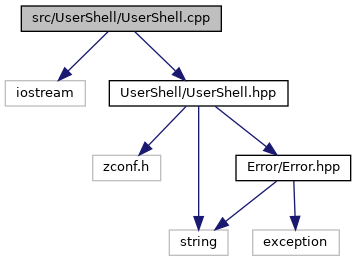 src/UserShell/UserShell.cpp
iostream
UserShell/UserShell.hpp
zconf.h
Error/Error.hpp
string
exception